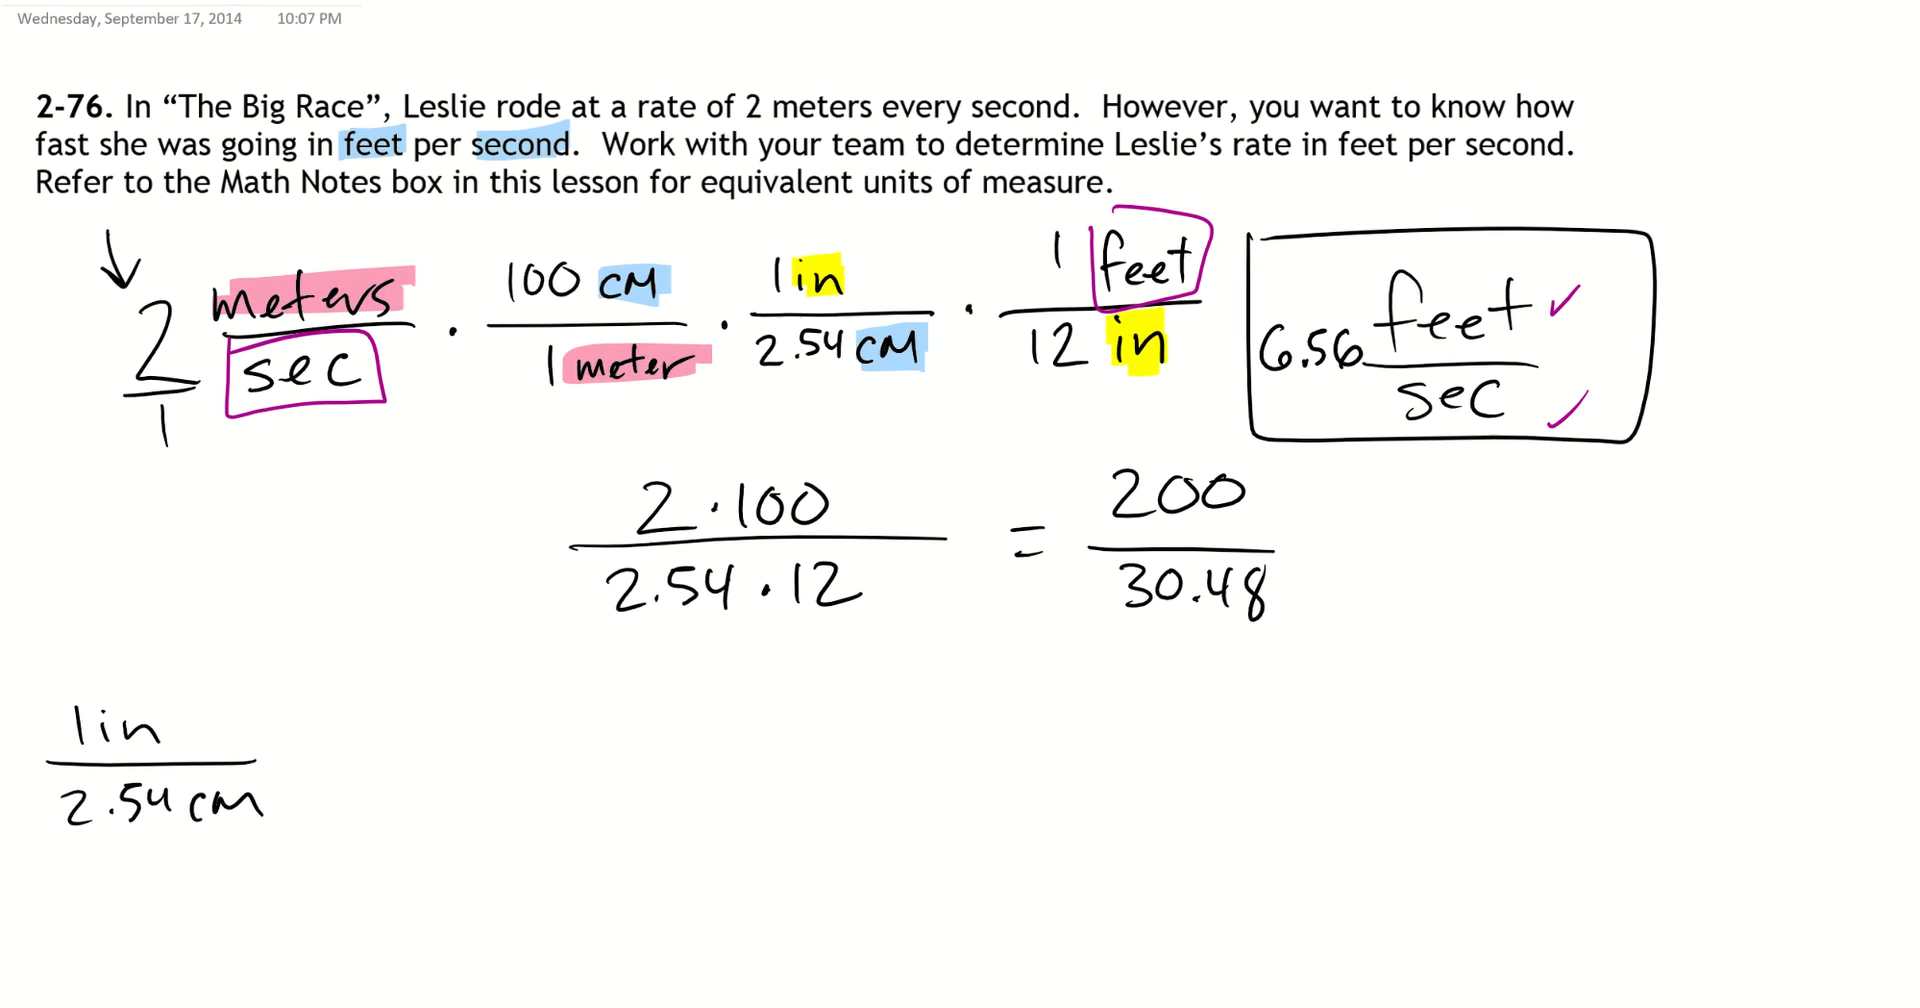 Wednesday, September 17, 2014 10:07 PM
2-76. In “The Big Race”, Leslie rode at a rate of 2 meters every second. However, you want to know how
fast she was going in feet per second. Work with your team to determine Leslie’s rate in feet per second.
Refer to the Math Notes box in this lesson for equivalent units of measure.
2 meters · 100 cm · 1 in · 1 feet
1 sec 1 meter 2.54 cm 12 in
6.56 feet
sec
2 · 100 = 200
2.54 · 12 30.48
1 in
2.54 cm